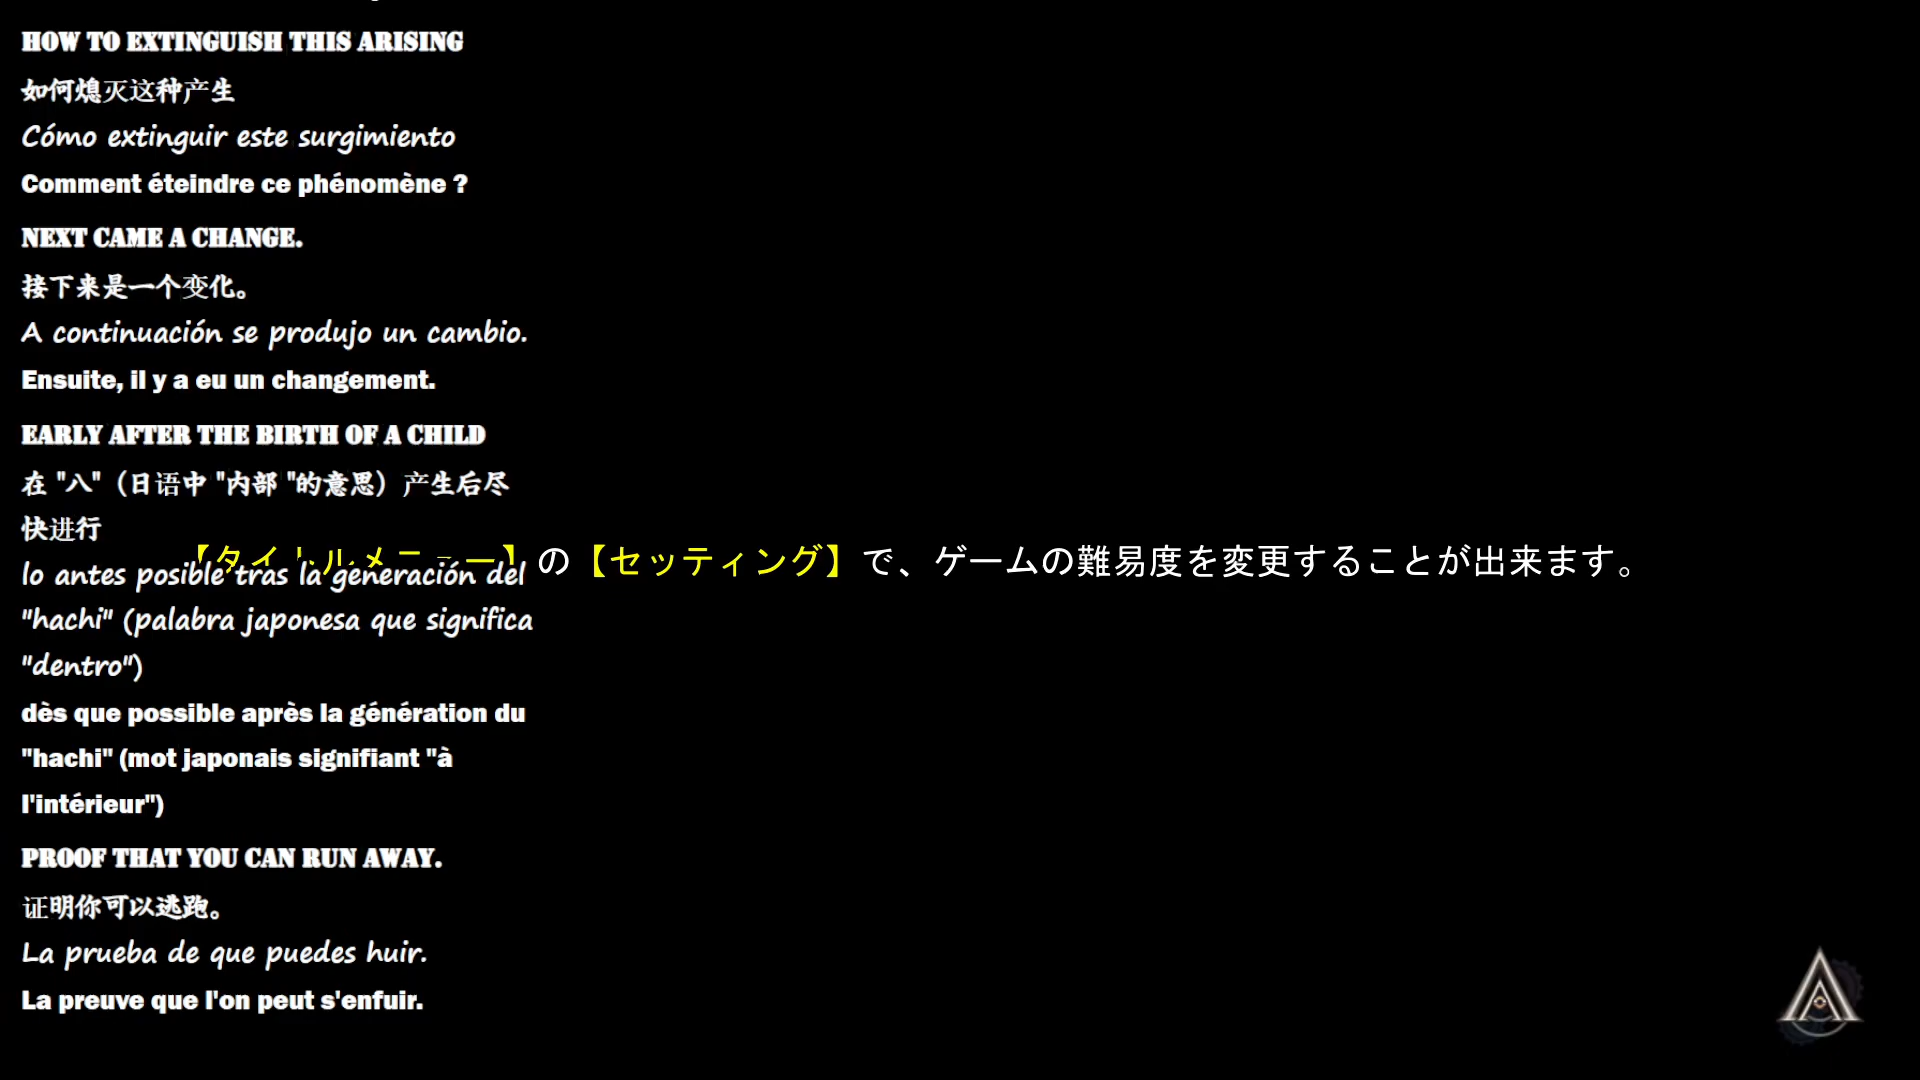 HOW TO EXTINGUISH THIS ARISING
如何熄灭这种产生
Cómo extinguir este surgimiento
Comment éteindre ce phénomène ?
NEXT CAME A CHANGE.
接下来是一个变化。
A continuación se produjo un cambio.
Ensuite, il y a eu un changement.
EARLY AFTER THE BIRTH OF A CHILD
在 "八"（日语中 "内部 "的意思）产生后尽
快进行
【タイトルメニュー】の【セッティング】で、ゲームの難易度を変更することが出来ます。
lo antes posible tras la generación del
"hachi" (palabra japonesa que significa
"dentro")
dès que possible après la génération du
"hachi" (mot japonais signifiant "à
l'intérieur")
PROOF THAT YOU CAN RUN AWAY.
证明你可以逃跑。
La prueba de que puedes huir.
La preuve que l'on peut s'enfuir.